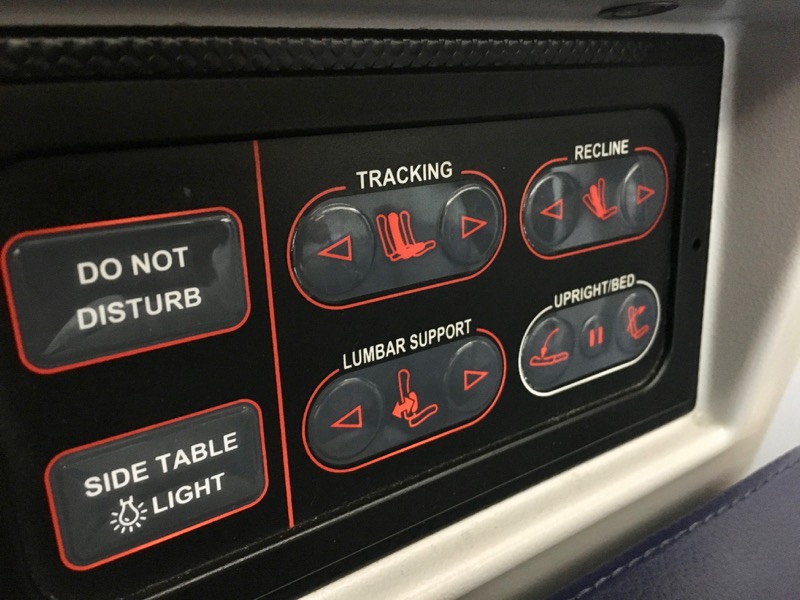 DO NOT
DISTURB
SIDE TABLE
LIGHT
TRACKING
RECLINE
LUMBAR SUPPORT
UPRIGHT/BED